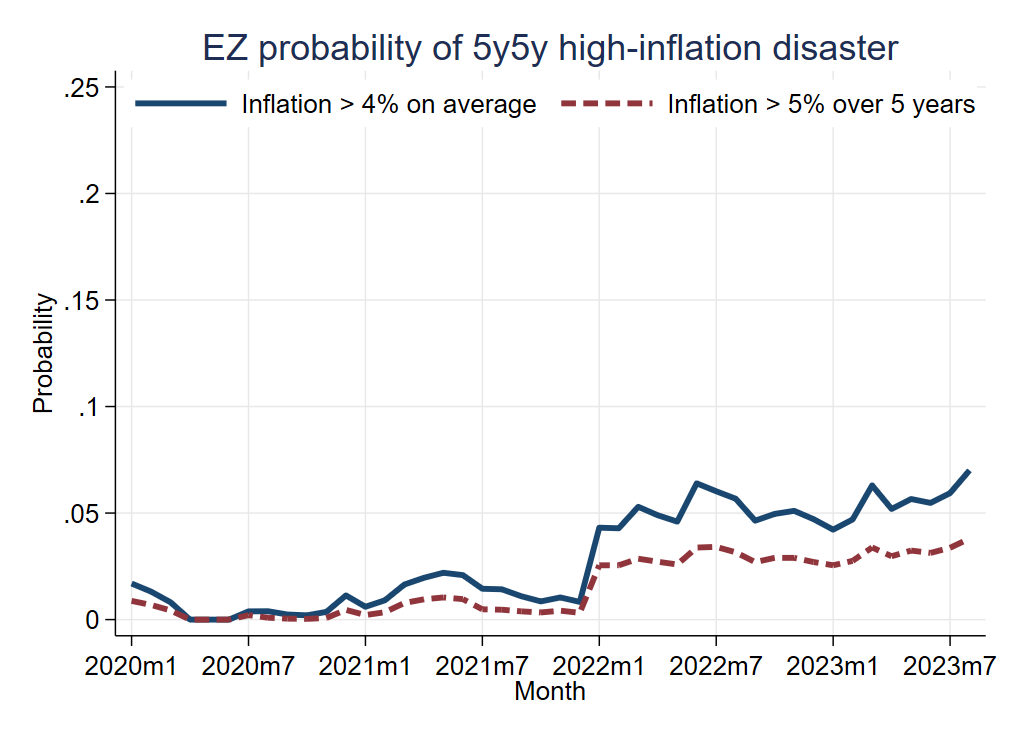 EZ probability of 5y5y high-inflation disaster
Inflation > 4% on average
Inflation > 5% over 5 years
Probability
.25
.2
.15
.1
.05
0
2020m1 2020m7 2021m1 2021m7 2022m1 2022m7 2023m1 2023m7
Month